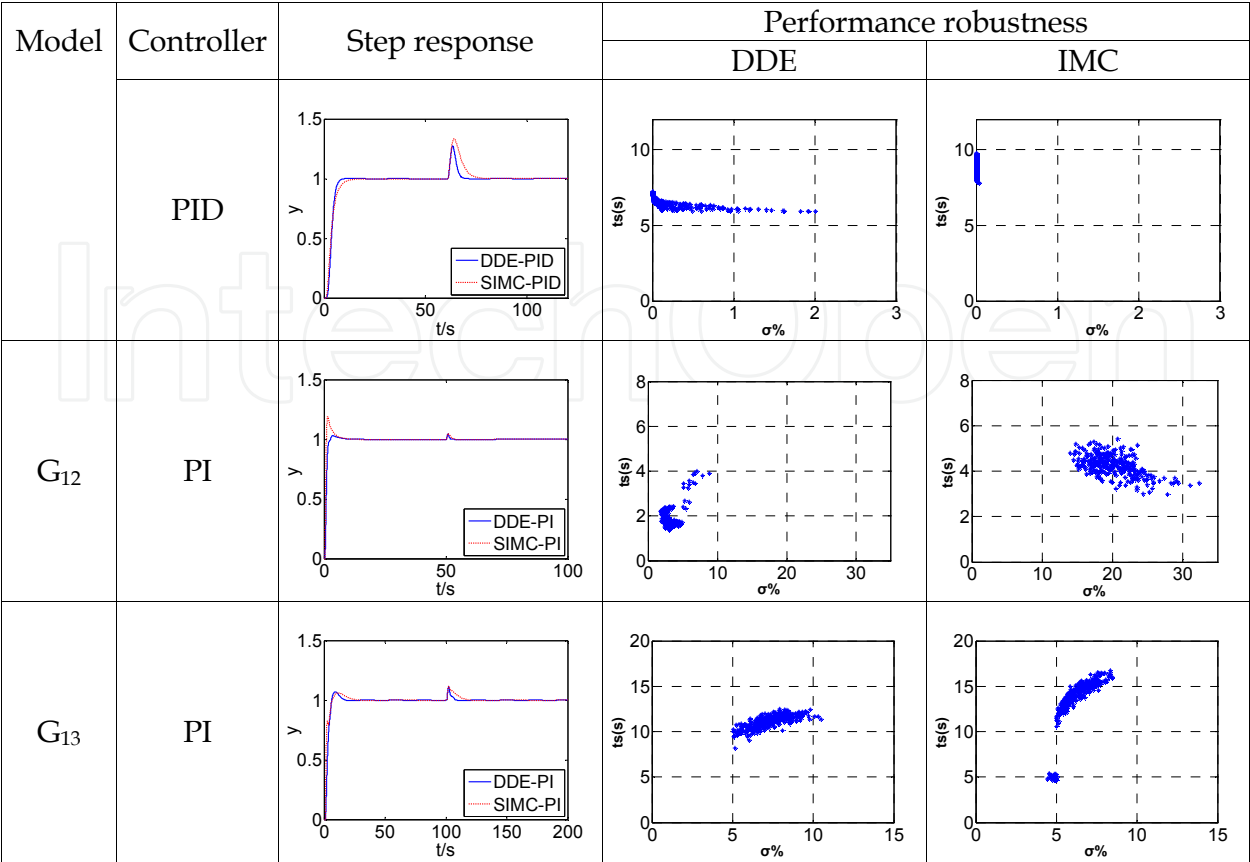 Model Controller Step response Performance robustness
DDE IMC
PID
1.5
1
0.5
0
0 50 100
y
t/s
DDE-PID
SIMC-PID
10
5
0
0 1 2 3
ts(s)
σ%
10
5
0
0 1 2 3
ts(s)
σ%
IntechOpen
G12 PI
1.5
1
0.5
0
0 50 100
y
t/s
DDE-PI
SIMC-PI
8
6
4
2
0
0 10 20 30
ts(s)
σ%
8
6
4
2
0
0 10 20 30
ts(s)
σ%
G13 PI
1.5
1
0.5
0
0 50 100 150 200
y
t/s
DDE-PI
SIMC-PI
20
15
10
5
0
0 5 10 15
ts(s)
σ%
20
15
10
5
0
0 5 10 15
ts(s)
σ%